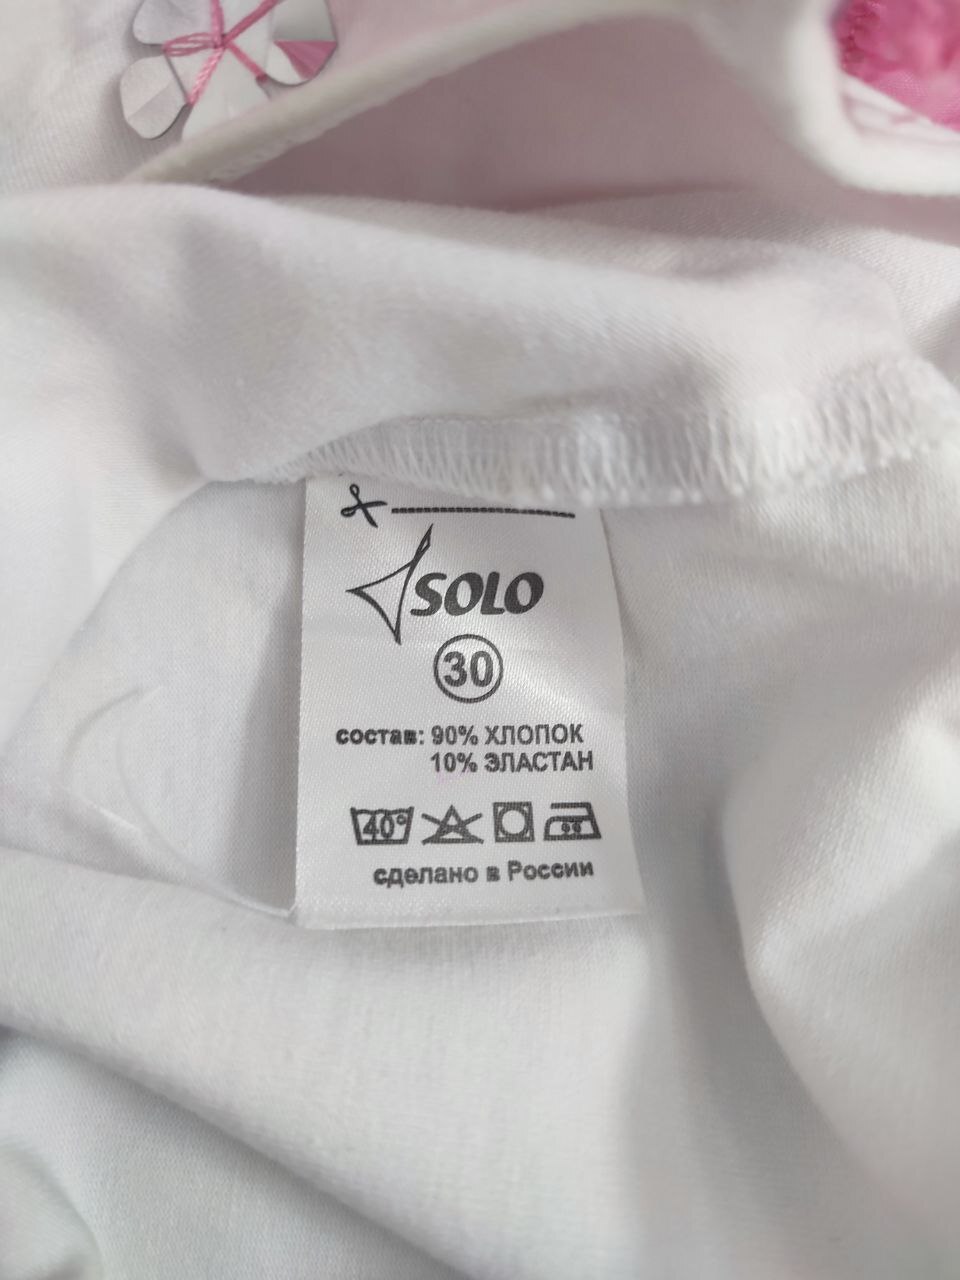 SOLO
30
состав: 90% ХЛОПОК
10% ЭЛАСТАН
40°
сделано в России